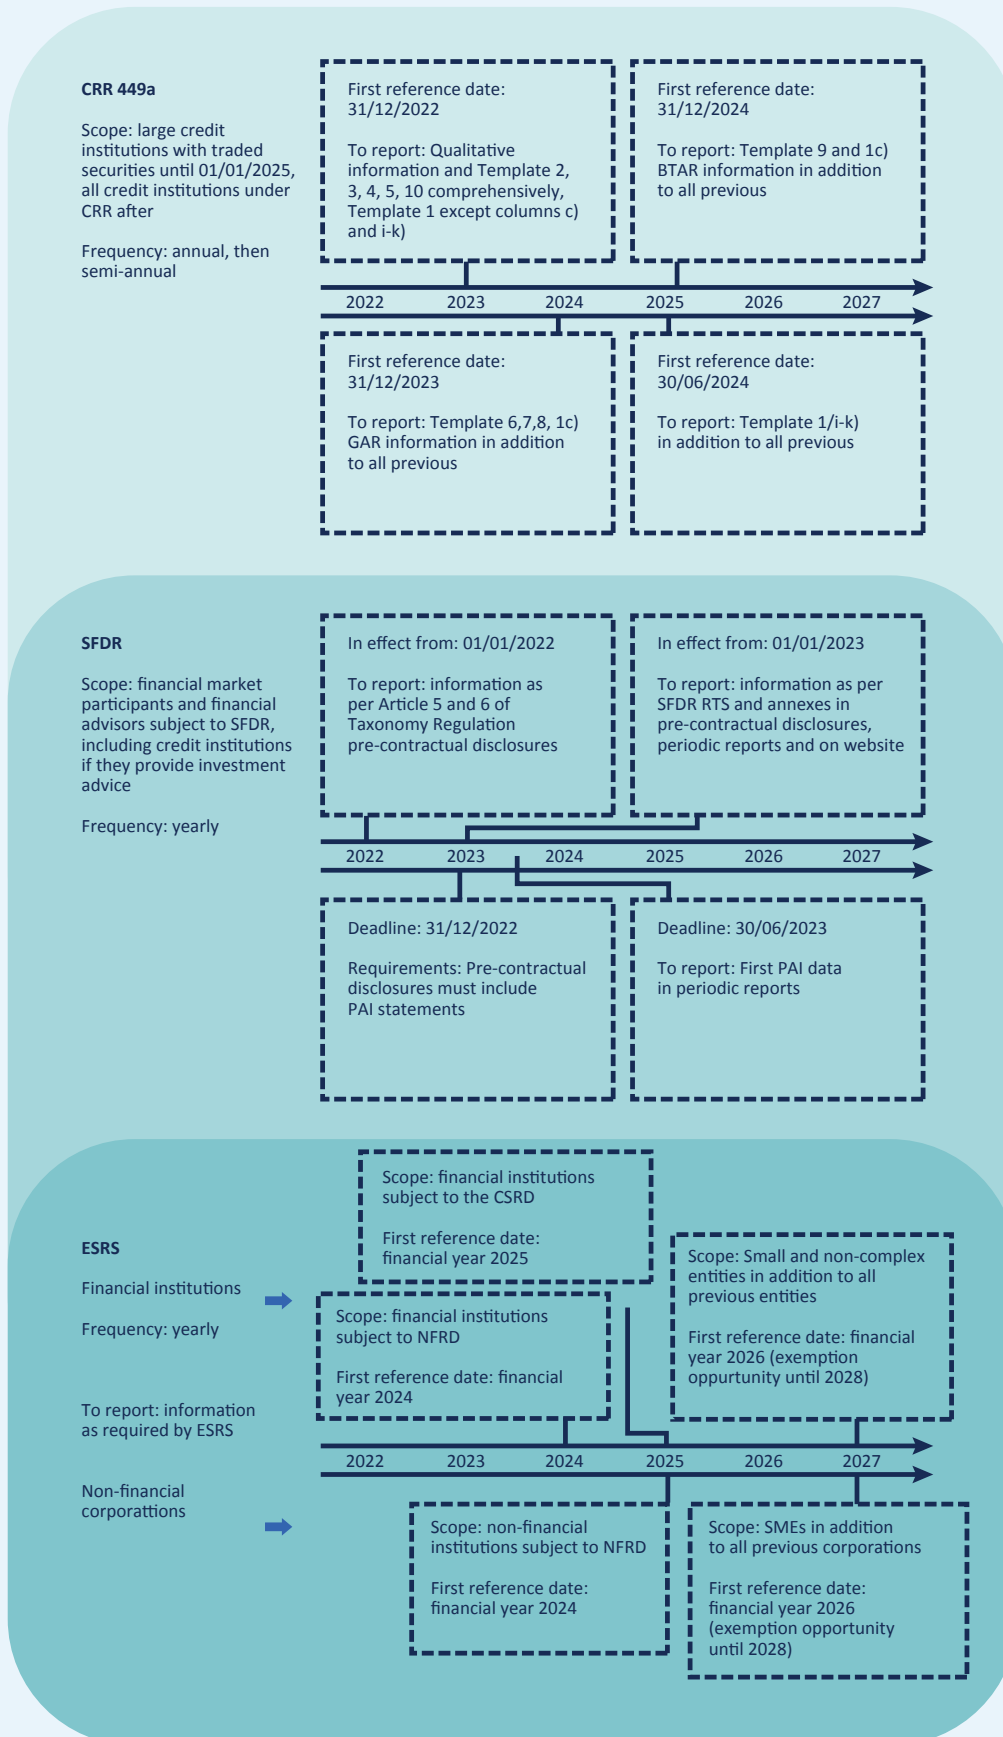 CRR 449a
Scope: large credit
institutions with traded
securities until 01/01/2025,
all credit institutions under
CRR after
Frequency: annual, then
semi-annual
First reference date:
31/12/2022
To report: Qualitative
information and Template 2,
3, 4, 5, 10 comprehensively,
Template 1 except columns c)
and i-k)
First reference date:
31/12/2024
To report: Template 9 and 1c)
BTAR information in addition
to all previous
2022 2023 2024 2025 2026 2027
First reference date:
31/12/2023
To report: Template 6,7,8, 1c)
GAR information in addition
to all previous
First reference date:
30/06/2024
To report: Template 1/i-k)
in addition to all previous
SFDR
Scope: financial market
participants and financial
advisors subject to SFDR,
including credit institutions
if they provide investment
advice
Frequency: yearly
In effect from: 01/01/2022
To report: information as
per Article 5 and 6 of
Taxonomy Regulation
pre-contractual disclosures
In effect from: 01/01/2023
To report: information as per
SFDR RTS and annexes in
pre-contractual disclosures,
periodic reports and on website
2022 2023 2024 2025 2026 2027
Deadline: 31/12/2022
Requirements: Pre-contractual
disclosures must include
PAI statements
Deadline: 30/06/2023
To report: First PAI data
in periodic reports
ESRS
Financial institutions
Frequency: yearly
To report: information
as required by ESRS
Non-financial
corporattions
Scope: financial institutions
subject to the CSRD
First reference date:
financial year 2025
Scope: financial institutions
subject to NFRD
First reference date: financial
year 2024
Scope: Small and non-complex
entities in addition to all
previous entities
First reference date: financial
year 2026 (exemption
oppurtunity until 2028)
2022 2023 2024 2025 2026 2027
Scope: non-financial
institutions subject to NFRD
First reference date:
financial year 2024
Scope: SMEs in addition
to all previous corporations
First reference date:
financial year 2026
(exemption opportunity
until 2028)